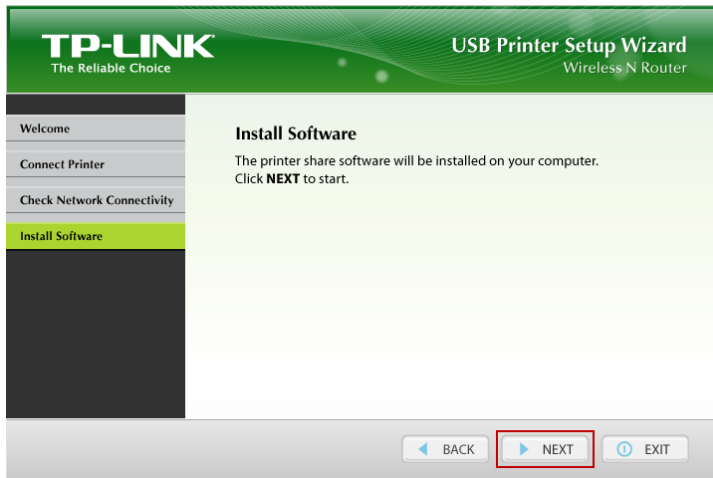 TP-LINK
The Reliable Choice
USB Printer Setup Wizard
Wireless N Router
Welcome
Connect Printer
Check Network Connectivity
Install Software
Install Software
The printer share software will be installed on your computer.
Click NEXT to start.
BACK
NEXT
EXIT